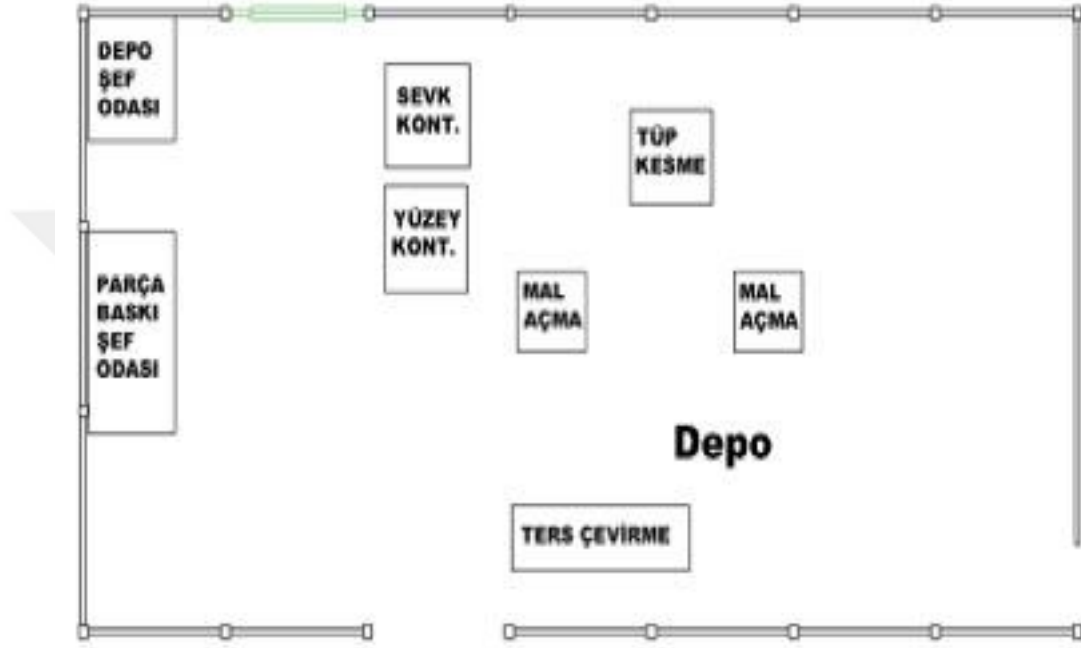 DEPO
ŞEF
ODASI
SEVK
KONT.
TÜP
KESME
YÜZEY
KONT.
PARÇA
BASKI
ŞEF
ODASI
MAL
AÇMA
MAL
AÇMA
Depo
TERS ÇEVİRME